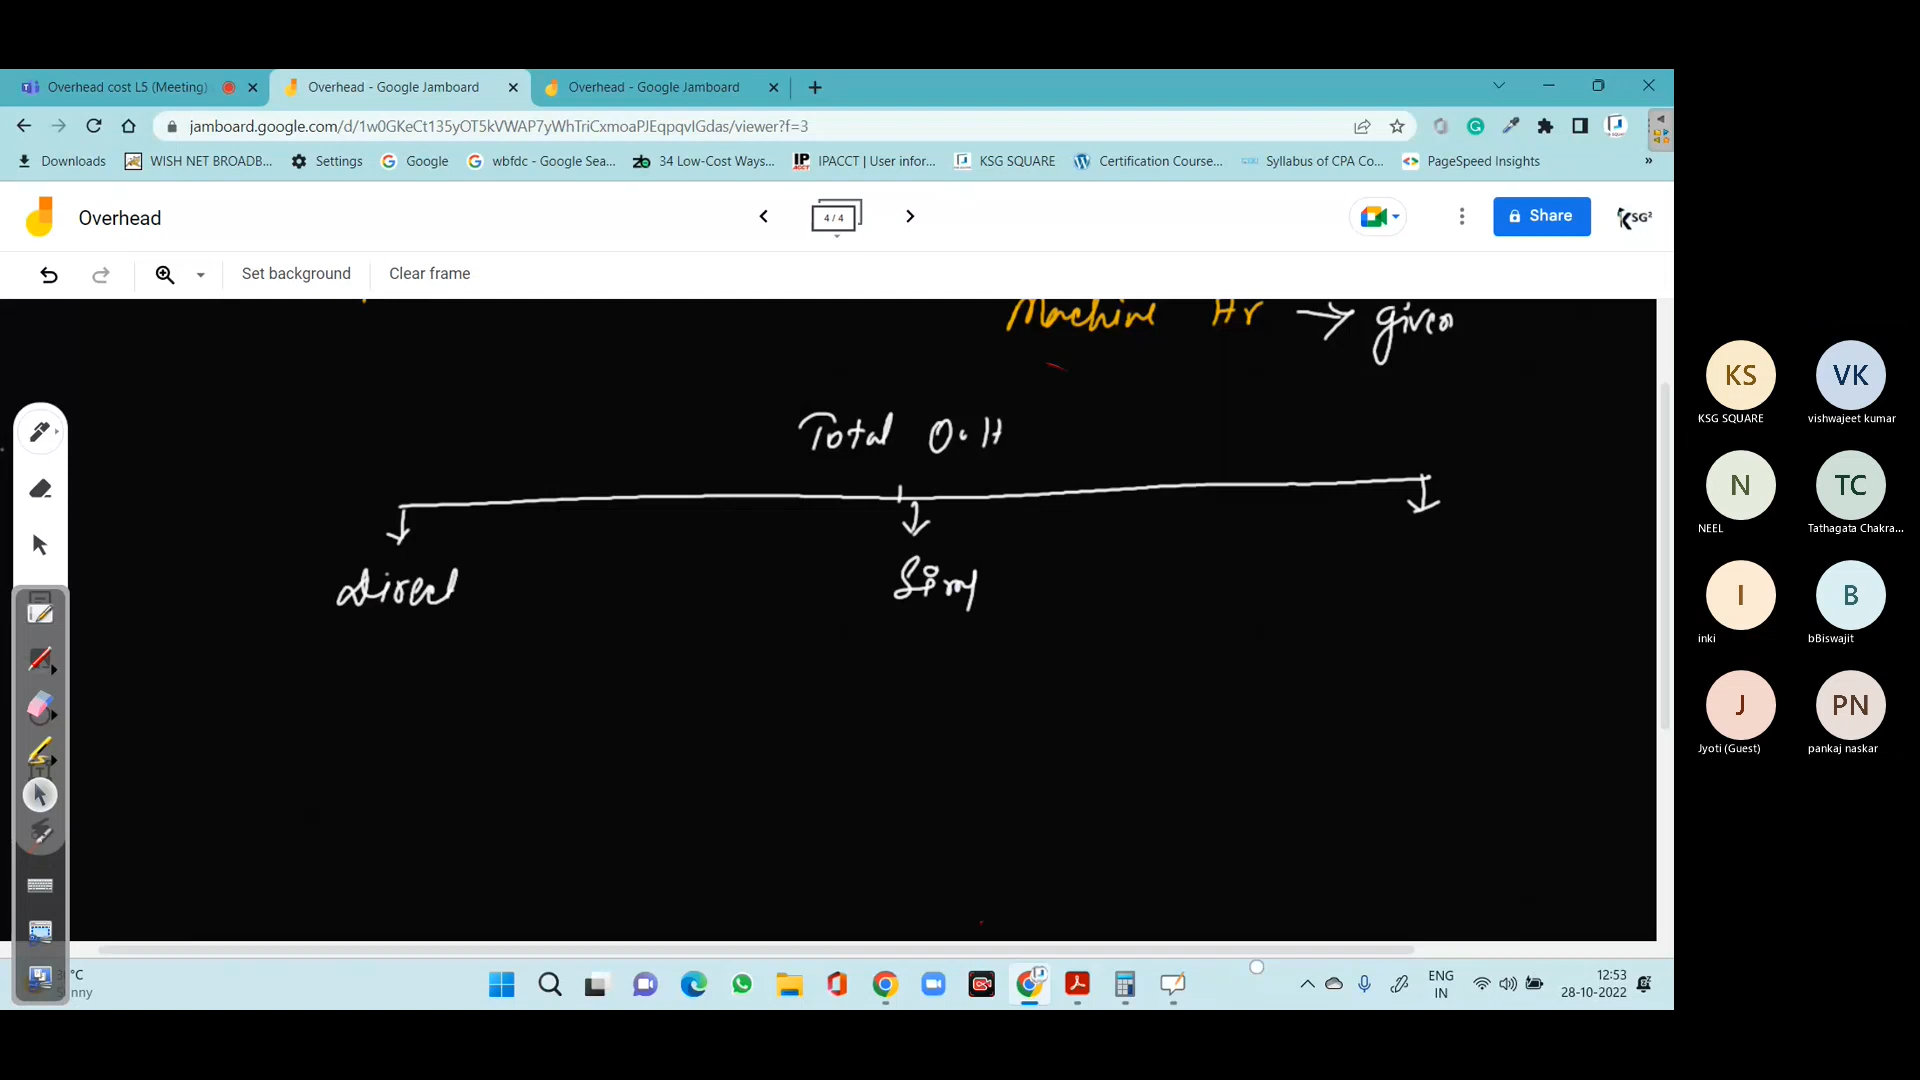 Overhead cost L5 (Meeting)
Overhead - Google Jamboard
Overhead - Google Jamboard
jamboard.google.com/d/1w0GKeCt135yOT5kVWAP7yWhTriCxmoaPJEqpqvIGdas/viewer?f=3
Downloads
WISH NET BROADB...
Settings
Google
wbfdc - Google Sea...
34 Low-Cost Ways...
IPACCT | User infor...
KSG SQUARE
Certification Course...
Syllabus of CPA Co...
PageSpeed Insights
»
Overhead
4 / 4
Share
KSG²
Set background
Clear frame
Machine Hr → given
Total O.H
Direct
KS
KSG SQUARE
VK
vishwajeet kumar
N
NEEL
TC
Tathagata Chakra...
I
inki
B
bBiswajit
J
Jyoti (Guest)
PN
pankaj naskar
ENG
IN
12:53
28-10-2022